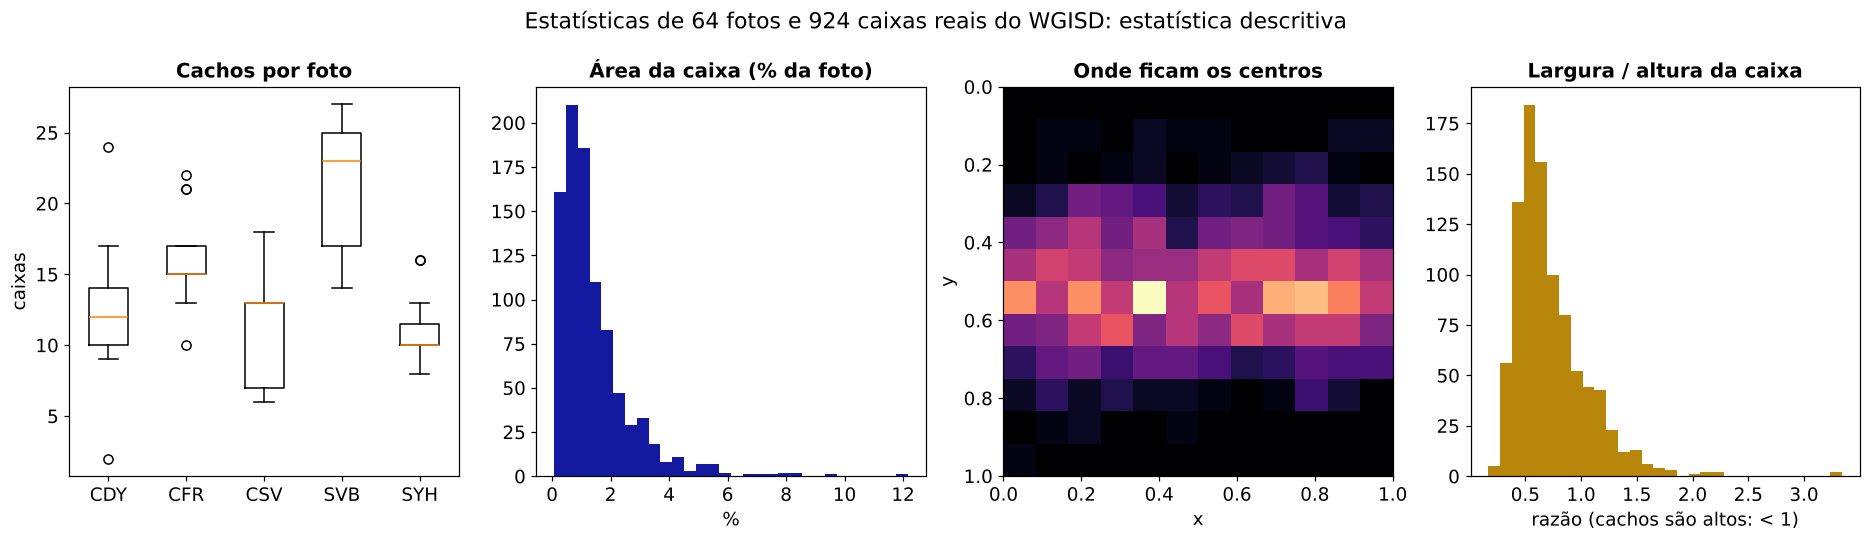 Estatísticas de 64 fotos e 924 caixas reais do WGISD: estatística descritiva
Cachos por foto
caixas
25
20
15
10
5
CDY CFR CSV SVB SYH
Área da caixa (% da foto)
200
175
150
125
100
75
50
25
0
0 2 4 6 8 10 12
%
Onde ficam os centros
y
0.0
0.2
0.4
0.6
0.8
1.0
0.0 0.2 0.4 0.6 0.8 1.0
x
Largura / altura da caixa
175
150
125
100
75
50
25
0
0.5 1.0 1.5 2.0 2.5 3.0
razão (cachos são altos: < 1)